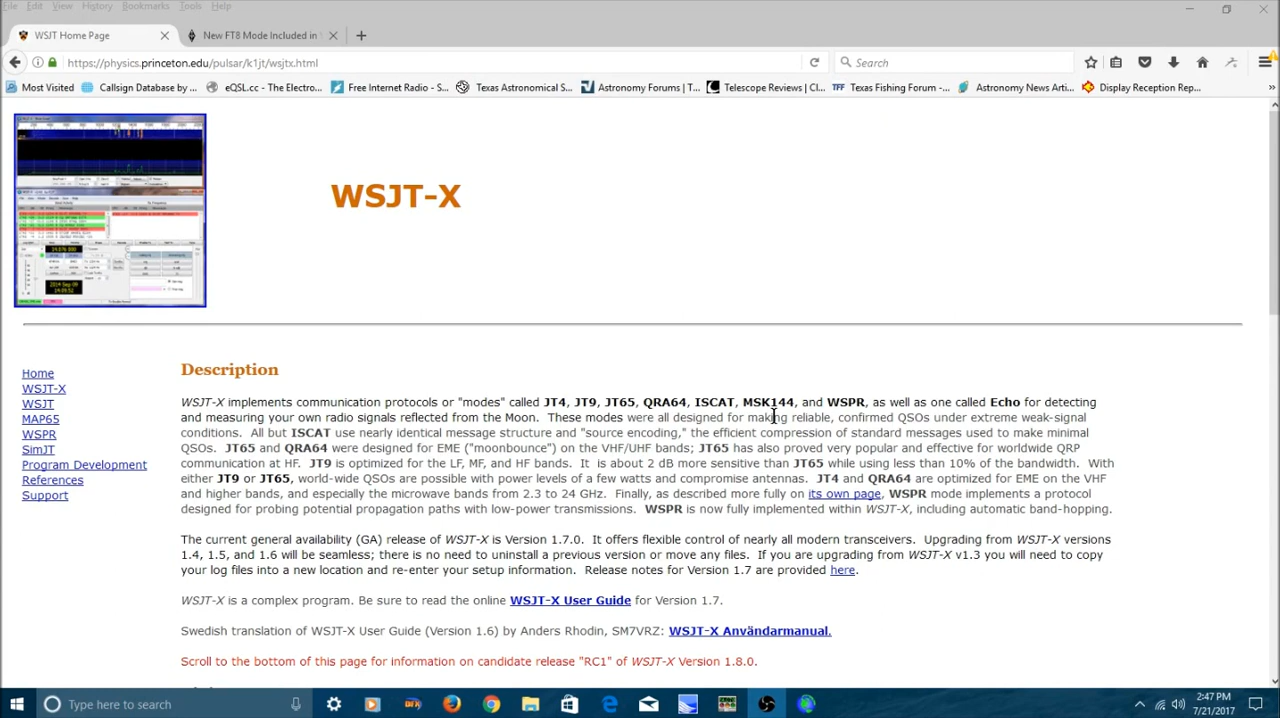 File Edit View History Bookmarks Tools Help
WSJT Home Page
New FT8 Mode Included in
https://physics.princeton.edu/pulsar/k1jt/wsjtx.html
Search
Most Visited
Callsign Database by ...
eQSL.cc - The Electro...
Free Internet Radio - S...
Texas Astronomical S...
Astronomy Forums | T...
Telescope Reviews | Cl...
TFF Texas Fishing Forum - ...
Astronomy News Arti...
Display Reception Rep...
WSJT-X
Home
WSJT-X
WSJT
MAP65
WSPR
SimJT
Program Development
References
Support
Description
WSJT-X implements communication protocols or "modes" called JT4, JT9, JT65, QRA64, ISCAT, MSK144, and WSPR, as well as one called Echo for detecting
and measuring your own radio signals reflected from the Moon. These modes were all designed for making reliable, confirmed QSOs under extreme weak-signal
conditions. All but ISCAT use nearly identical message structure and "source encoding," the efficient compression of standard messages used to make minimal
QSOs. JT65 and QRA64 were designed for EME ("moonbounce") on the VHF/UHF bands; JT65 has also proved very popular and effective for worldwide QRP
communication at HF. JT9 is optimized for the LF, MF, and HF bands. It is about 2 dB more sensitive than JT65 while using less than 10% of the bandwidth. With
either JT9 or JT65, world-wide QSOs are possible with power levels of a few watts and compromise antennas. JT4 and QRA64 are optimized for EME on the VHF
and higher bands, and especially the microwave bands from 2.3 to 24 GHz. Finally, as described more fully on its own page, WSPR mode implements a protocol
designed for probing potential propagation paths with low-power transmissions. WSPR is now fully implemented within WSJT-X, including automatic band-hopping.
The current general availability (GA) release of WSJT-X is Version 1.7.0. It offers flexible control of nearly all modern transceivers. Upgrading from WSJT-X versions
1.4, 1.5, and 1.6 will be seamless; there is no need to uninstall a previous version or move any files. If you are upgrading from WSJT-X v1.3 you will need to copy
your log files into a new location and re-enter your setup information. Release notes for Version 1.7 are provided here.
WSJT-X is a complex program. Be sure to read the online WSJT-X User Guide for Version 1.7.
Swedish translation of WSJT-X User Guide (Version 1.6) by Anders Rhodin, SM7VRZ: WSJT-X Användarmanual.
Scroll to the bottom of this page for information on candidate release "RC1" of WSJT-X Version 1.8.0.
Type here to search
2:47 PM
7/21/2017